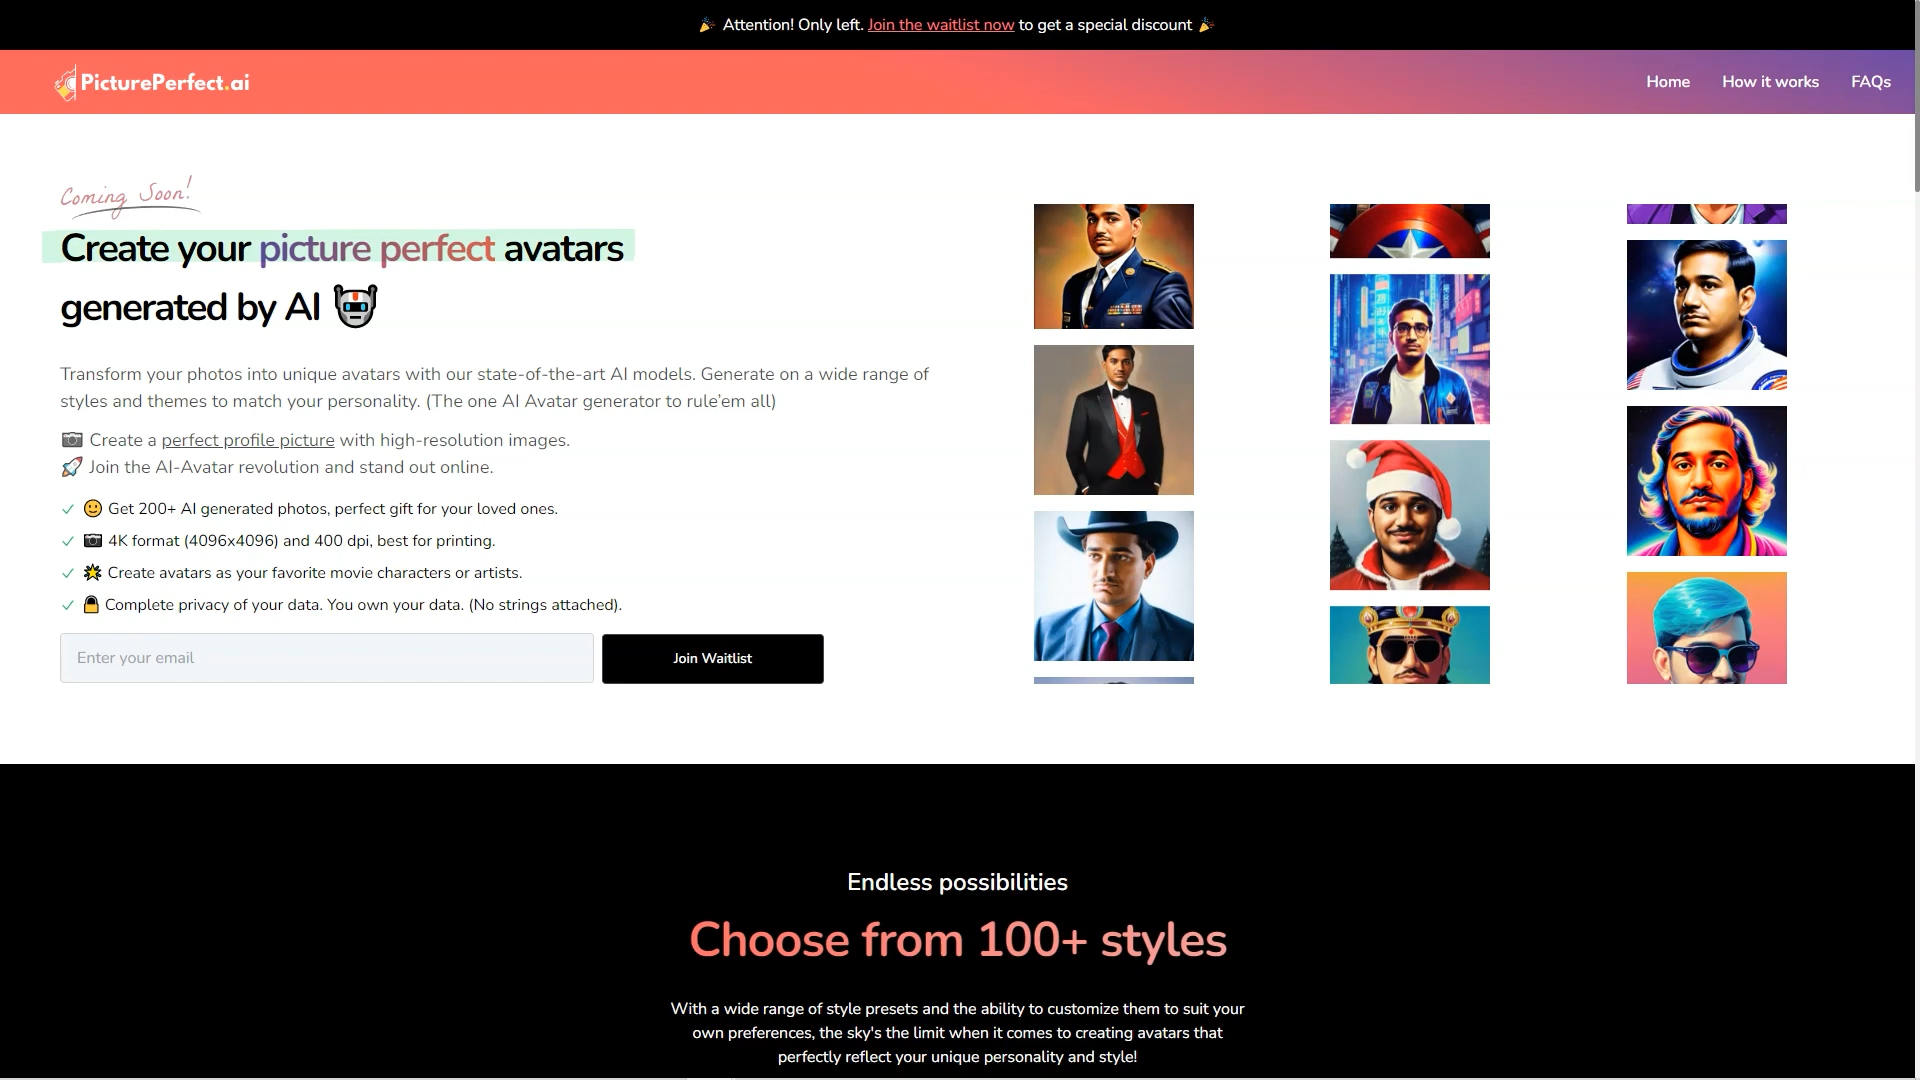 🎉 Attention! Only left. Join the waitlist now to get a special discount 🎉
PicturePerfect.ai
Home
How it works
FAQs
Coming Soon!
Create your picture perfect avatars
generated by AI 🤖
Transform your photos into unique avatars with our state-of-the-art AI models. Generate on a wide range of
styles and themes to match your personality. (The one AI Avatar generator to rule’em all)
📷 Create a perfect profile picture with high-resolution images.
🚀 Join the AI-Avatar revolution and stand out online.
✓ 🙂 Get 200+ AI generated photos, perfect gift for your loved ones.
✓ 📷 4K format (4096x4096) and 400 dpi, best for printing.
✓ 🌟 Create avatars as your favorite movie characters or artists.
✓ 🔒 Complete privacy of your data. You own your data. (No strings attached).
Enter your email
Join Waitlist
Endless possibilities
Choose from 100+ styles
With a wide range of style presets and the ability to customize them to suit your
own preferences, the sky's the limit when it comes to creating avatars that
perfectly reflect your unique personality and style!